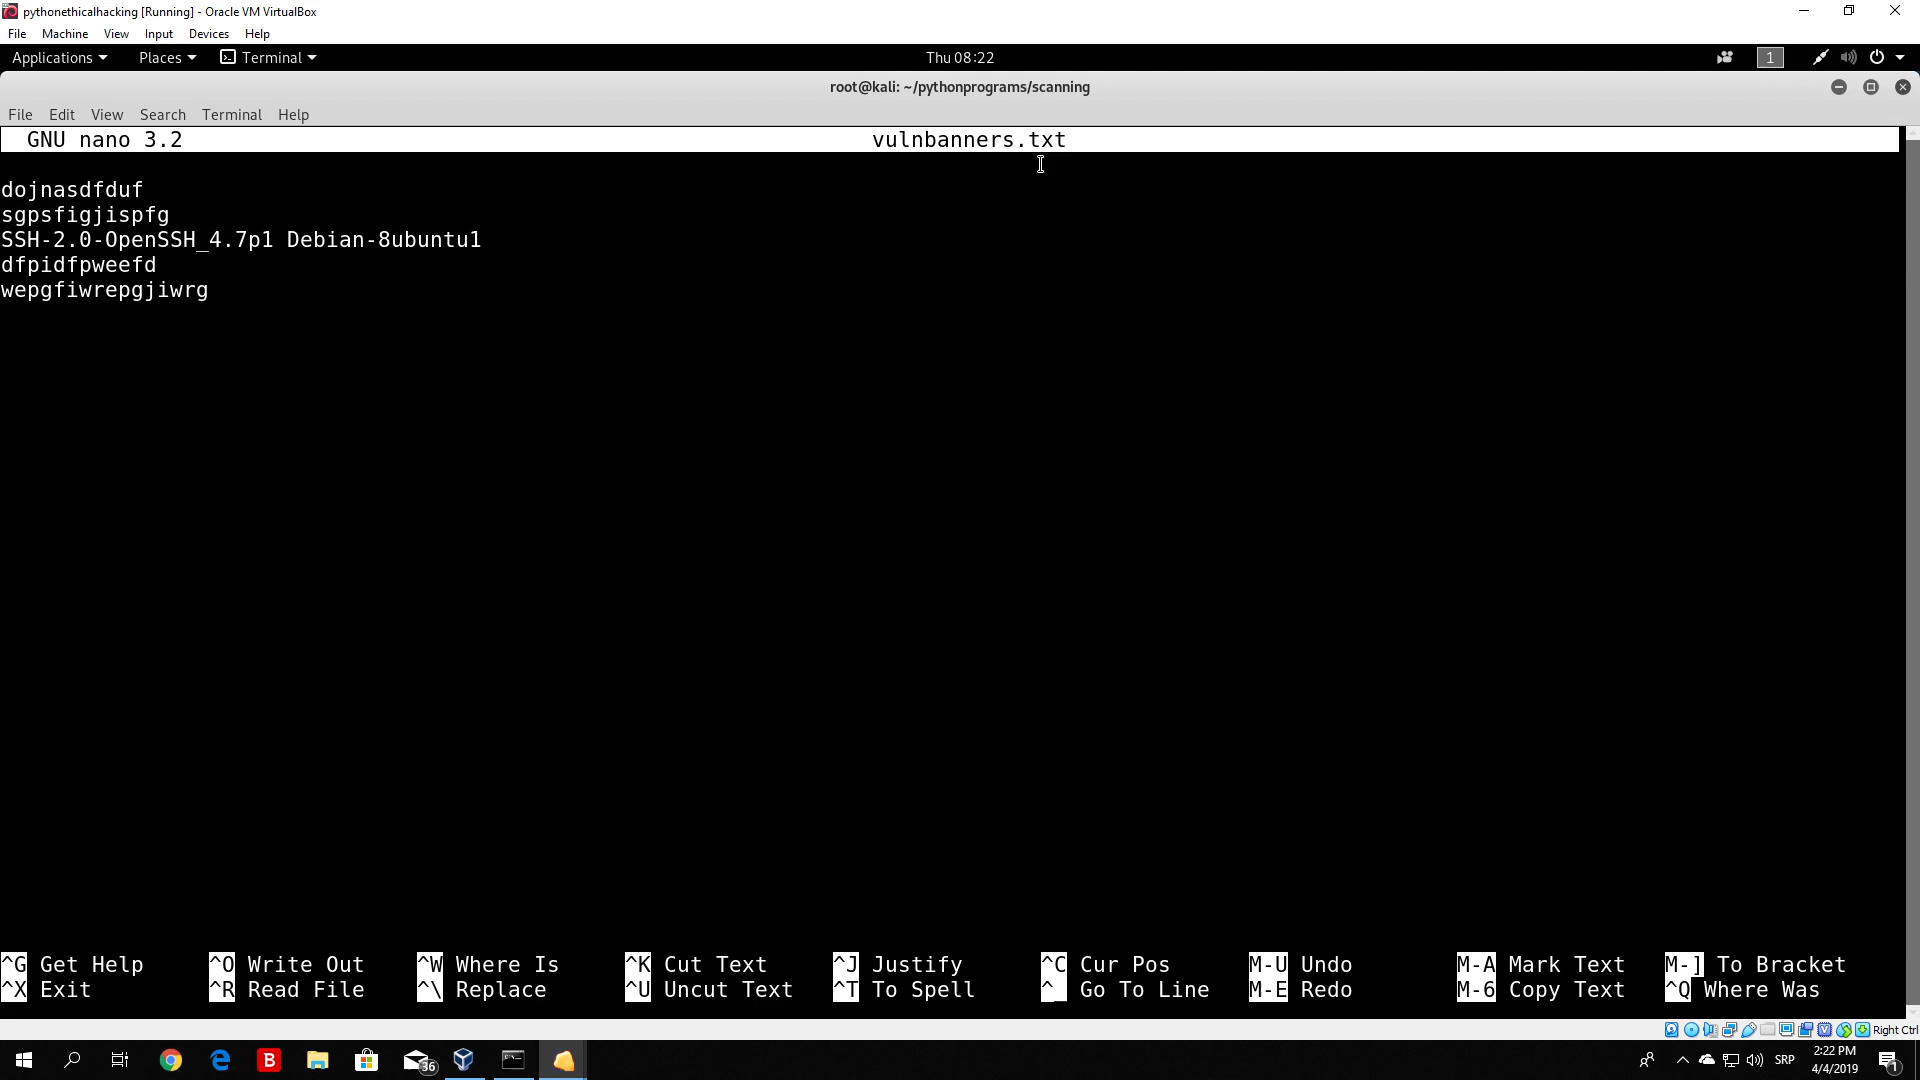 pythonethicalhacking [Running] - Oracle VM VirtualBox
File Machine View Input Devices Help
Applications Places Terminal Thu 08:22 1
root@kali: ~/pythonprograms/scanning
File Edit View Search Terminal Help
GNU nano 3.2 vulnbanners.txt
dojnasdfduf
sgpsfigjispfg
SSH-2.0-OpenSSH_4.7p1 Debian-8ubuntu1
dfpidfpweefd
wepgfiwrepgjiwrg
^G Get Help ^O Write Out ^W Where Is ^K Cut Text ^J Justify ^C Cur Pos M-U Undo M-A Mark Text M-] To Bracket
^X Exit ^R Read File ^\ Replace ^U Uncut Text ^T To Spell ^_ Go To Line M-E Redo M-6 Copy Text ^Q Where Was
Right Ctrl
B 36 SRP 2:22 PM 1
4/4/2019